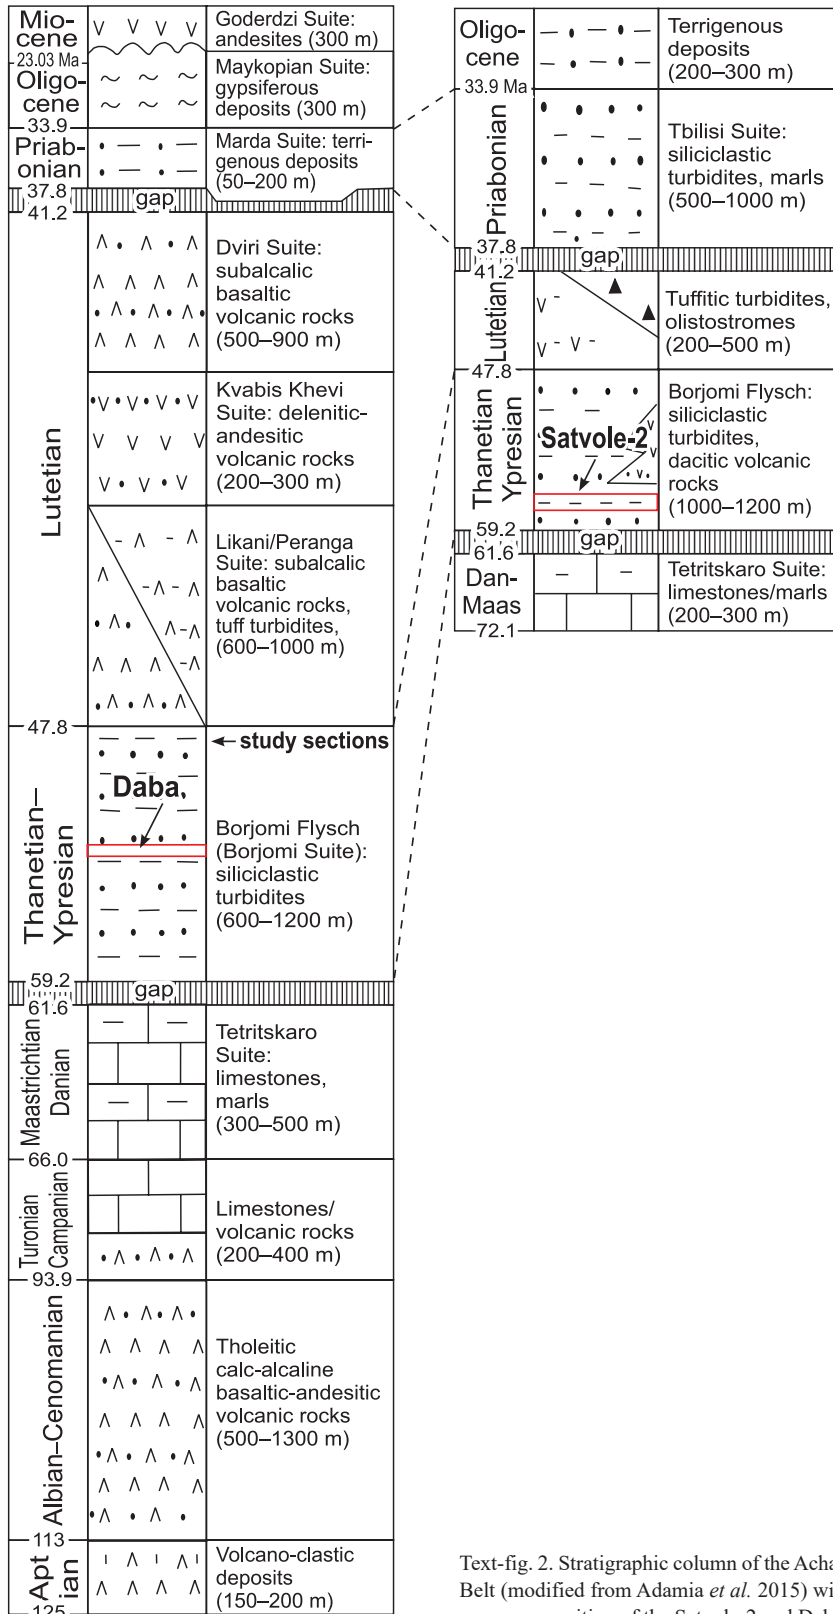 Mio-
cene
Goderdzi Suite:
andesites (300 m)
23.03 Ma
Oligo-
cene
Maykopian Suite:
gypsiferous
deposits (300 m)
33.9
Priab-
onian
Marda Suite: terri-
genous deposits
(50–200 m)
37.8
gap
41.2
Lutetian
Dviri Suite:
subalcalic
basaltic
volcanic rocks
(500–900 m)
Kvabis Khevi
Suite: delenitic-
andesitic
volcanic rocks
(200–300 m)
Likani/Peranga
Suite: subalcalic
basaltic
volcanic rocks,
tuff turbidites,
(600–1000 m)
47.8
study sections
Thanetian–
Ypresian
Daba
Borjomi Flysch
(Borjomi Suite):
siliciclastic
turbidites
(600–1200 m)
59.2
gap
61.6
Maastrichtian
Danian
Tetritskaro
Suite:
limestones,
marls
(300–500 m)
66.0
Turonian
Campanian
Limestones/
volcanic rocks
(200–400 m)
93.9
Albian–Cenomanian
Tholeitic
calc-alcaline
basaltic-andesitic
volcanic rocks
(500–1300 m)
113
Apt
ian
Volcano-clastic
deposits
(150–200 m)
125
Oligo-
cene
Terrigenous
deposits
(200–300 m)
33.9 Ma
Priabonian
Tbilisi Suite:
siliciclastic
turbidites, marls
(500–1000 m)
37.8
gap
41.2
Lutetian
Tuffitic turbidites,
olistostromes
(200–500 m)
47.8
Thanetian
Ypresian
Satvole-2
Borjomi Flysch:
siliciclastic
turbidites,
dacitic volcanic
rocks
(1000–1200 m)
59.2
gap
61.6
Dan-
Maas
Tetritskaro Suite:
limestones/marls
(200–300 m)
72.1
Text-fig. 2. Stratigraphic column of the Acha
Belt (modified from Adamia et al. 2015) wi